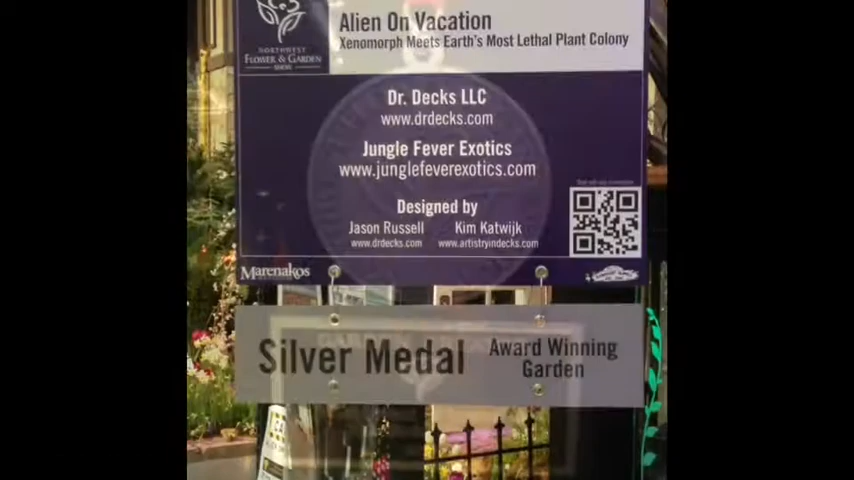 Alien On Vacation
Xenomorph Meets Earth's Most Lethal Plant Colony
NORTHWEST
FLOWER & GARDEN
SHOW
Dr. Decks LLC
www.drdecks.com
Jungle Fever Exotics
www.junglefeverexotics.com
Designed by
Jason Russell Kim Katwijk
www.drdecks.com www.artistryindecks.com
Marenakos
Silver Medal
Award Winning
Garden